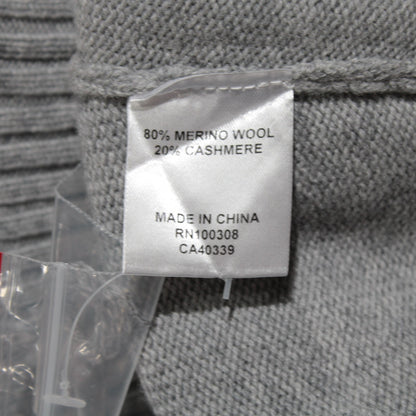 80% MERINO WOOL
20% CASHMERE
MADE IN CHINA
RN100308
CA40339